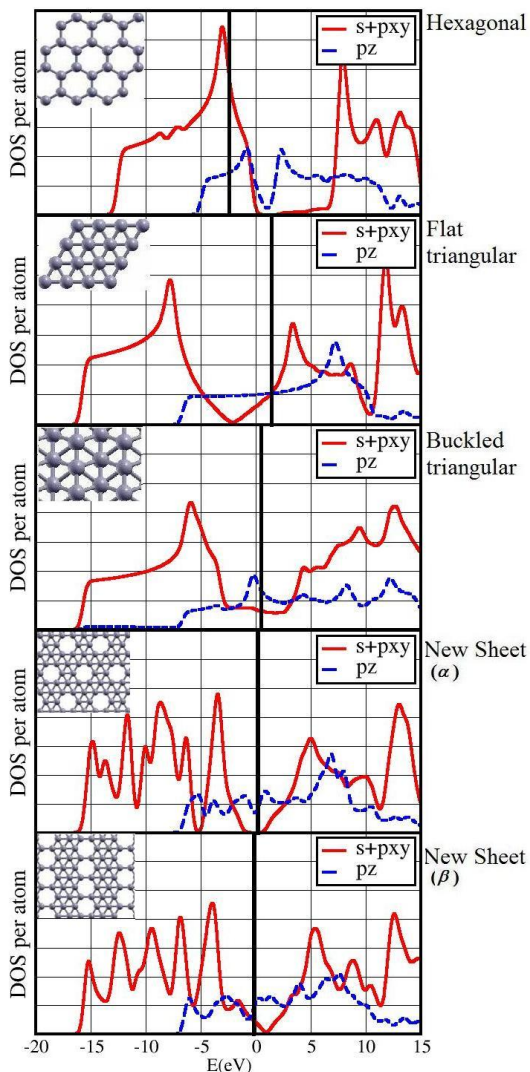 s+pxy
pz
Hexagonal
DOS per atom
s+pxy
pz
Flat
triangular
DOS per atom
s+pxy
pz
Buckled
triangular
DOS per atom
s+pxy
pz
New Sheet
(α)
DOS per atom
s+pxy
pz
New Sheet
(β)
DOS per atom
-20 -15 -10 -5 0 5 10 15
E(eV)